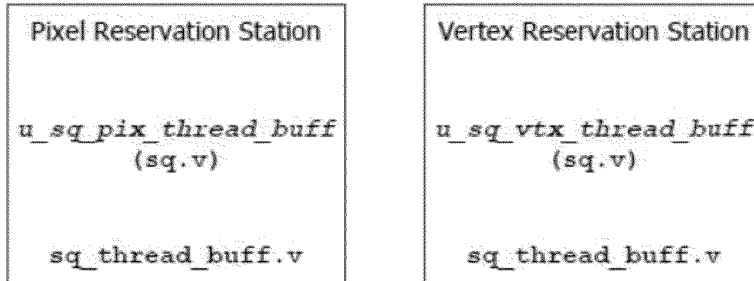 Pixel Reservation Station
u_sq_pix_thread_buff
(sq.v)
sq_thread_buff.v
Vertex Reservation Station
u_sq_vtx_thread_buff
(sq.v)
sq_thread_buff.v